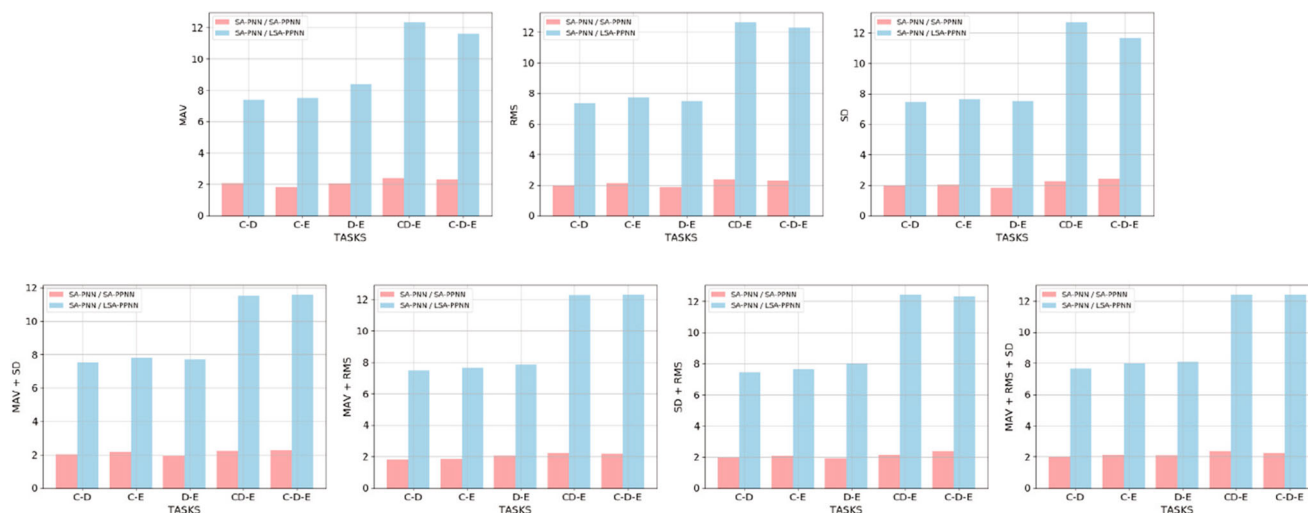 SA-PNN / SA-PPNN
SA-PNN / LSA-PPNN
12
10
8
6
4
2
0
MAV
C-D C-E D-E CD-E C-D-E
TASKS
SA-PNN / SA-PPNN
SA-PNN / LSA-PPNN
12
10
8
6
4
2
0
RMS
C-D C-E D-E CD-E C-D-E
TASKS
SA-PNN / SA-PPNN
SA-PNN / LSA-PPNN
12
10
8
6
4
2
0
SD
C-D C-E D-E CD-E C-D-E
TASKS
SA-PNN / SA-PPNN
SA-PNN / LSA-PPNN
12
10
8
6
4
2
0
MAV + SD
C-D C-E D-E CD-E C-D-E
TASKS
SA-PNN / SA-PPNN
SA-PNN / LSA-PPNN
12
10
8
6
4
2
0
MAV + RMS
C-D C-E D-E CD-E C-D-E
TASKS
SA-PNN / SA-PPNN
SA-PNN / LSA-PPNN
12
10
8
6
4
2
0
SD + RMS
C-D C-E D-E CD-E C-D-E
TASKS
SA-PNN / SA-PPNN
SA-PNN / LSA-PPNN
12
10
8
6
4
2
0
MAV + RMS + SD
C-D C-E D-E CD-E C-D-E
TASKS